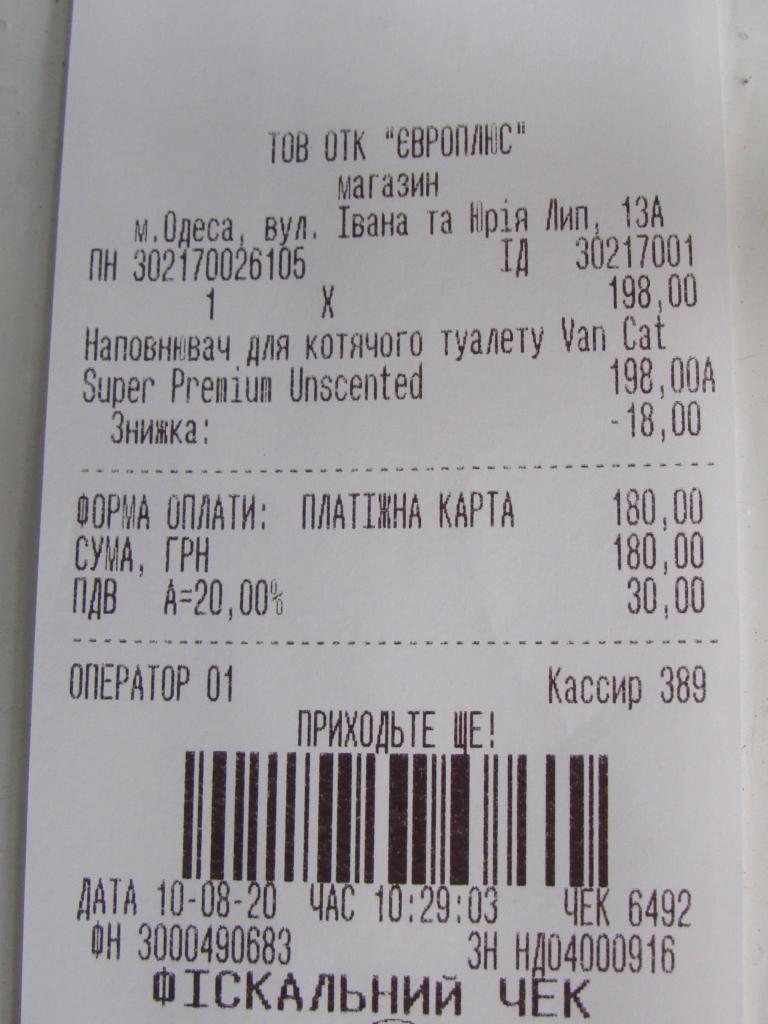 ТОВ ОТК "ЄВРОПЛЮС"
магазин
м.Одеса, вул. Івана та Юрія Лип, 13А
ПН 302170026105 ІД 30217001
1 X 198,00
Наповнювач для котячого туалету Van Cat
Super Premium Unscented 198,00А
Знижка: -18,00
ФОРМА ОПЛАТИ: ПЛАТІЖНА КАРТА 180,00
СУМА, ГРН 180,00
ПДВ А=20,00% 30,00
ОПЕРАТОР 01 Кассир 389
ПРИХОДЬТЕ ЩЕ!
ДАТА 10-08-20 ЧАС 10:29:03 ЧЕК 6492
ФН 3000490683 ЗН НД04000916
ФІСКАЛЬНИЙ ЧЕК